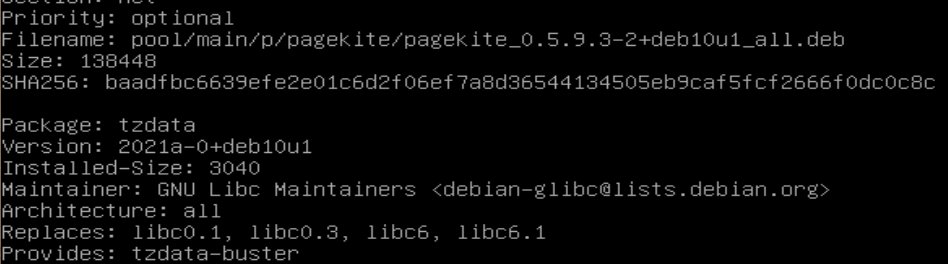 Section: net
Priority: optional
Filename: pool/main/p/pagekite/pagekite_0.5.9.3-2+deb10u1_all.deb
Size: 138448
SHA256: baadfbc6639efe2e01c6d2f06ef7a8d36544134505eb9caf5fcf2666f0dc0c8c

Package: tzdata
Version: 2021a-0+deb10u1
Installed-Size: 3040
Maintainer: GNU Libc Maintainers <debian-glibc@lists.debian.org>
Architecture: all
Replaces: libc0.1, libc0.3, libc6, libc6.1
Provides: tzdata-buster